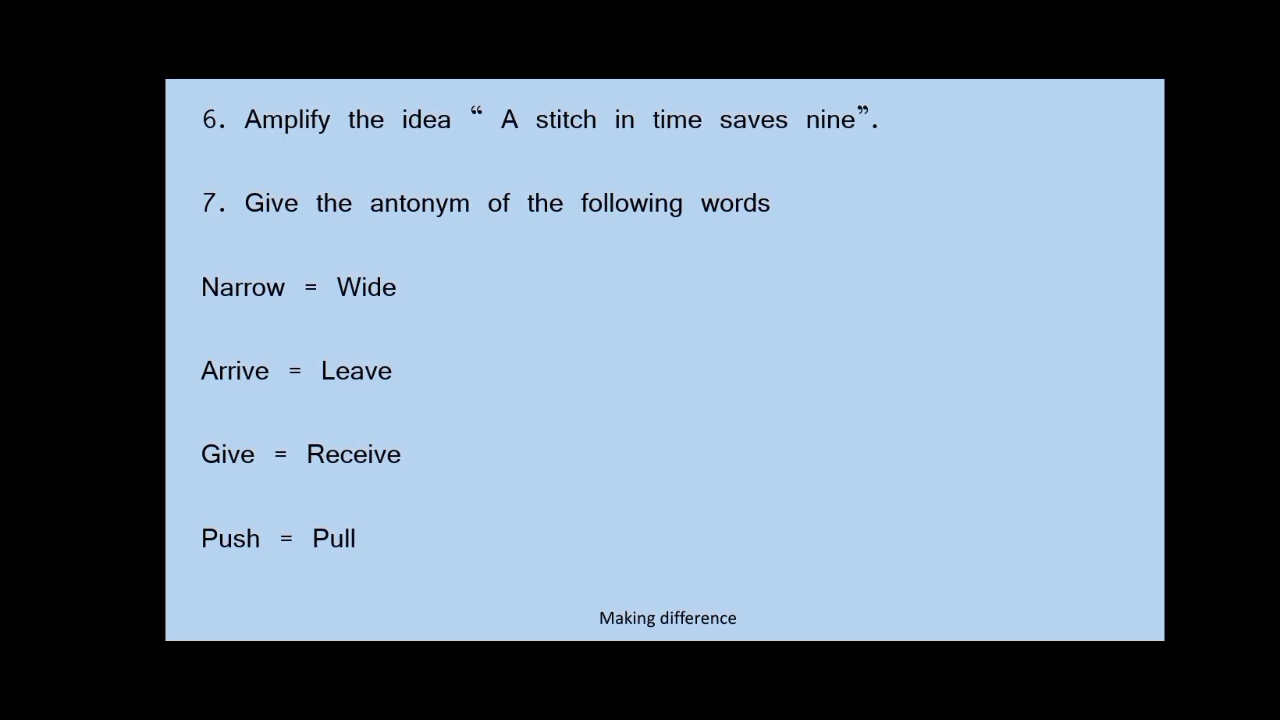 6. Amplify the idea “ A stitch in time saves nine”.
7. Give the antonym of the following words
Narrow = Wide
Arrive = Leave
Give = Receive
Push = Pull
Making difference